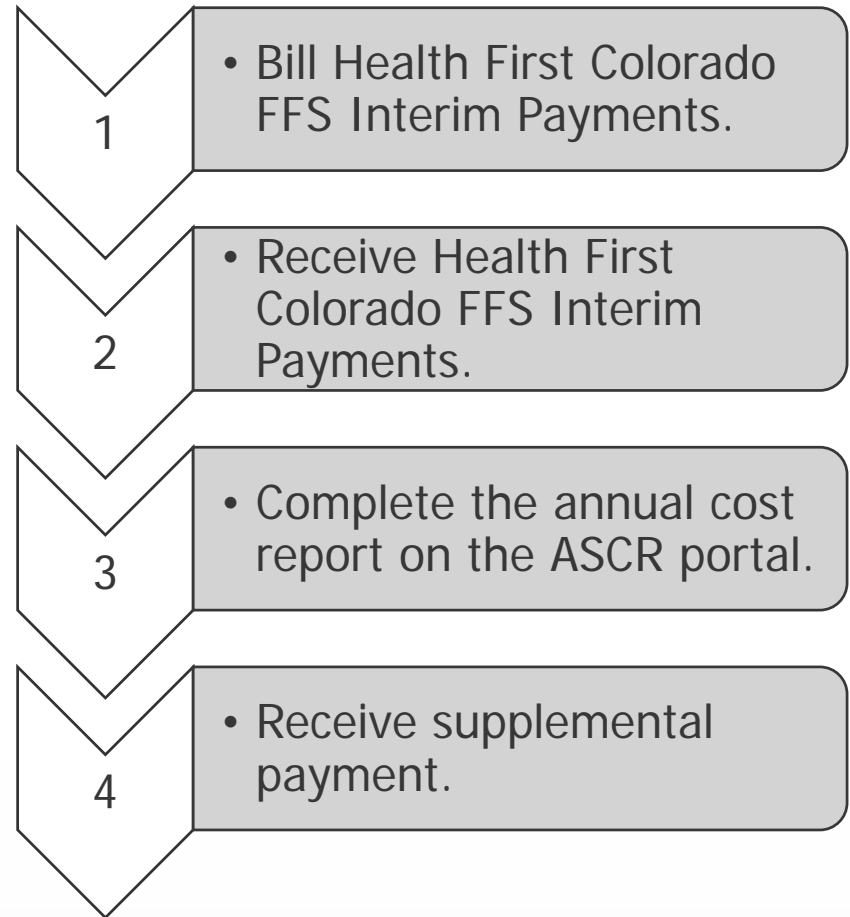 1
• Bill Health First Colorado
FFS Interim Payments.
2
• Receive Health First
Colorado FFS Interim
Payments.
3
• Complete the annual cost
report on the ASCR portal.
4
• Receive supplemental
payment.